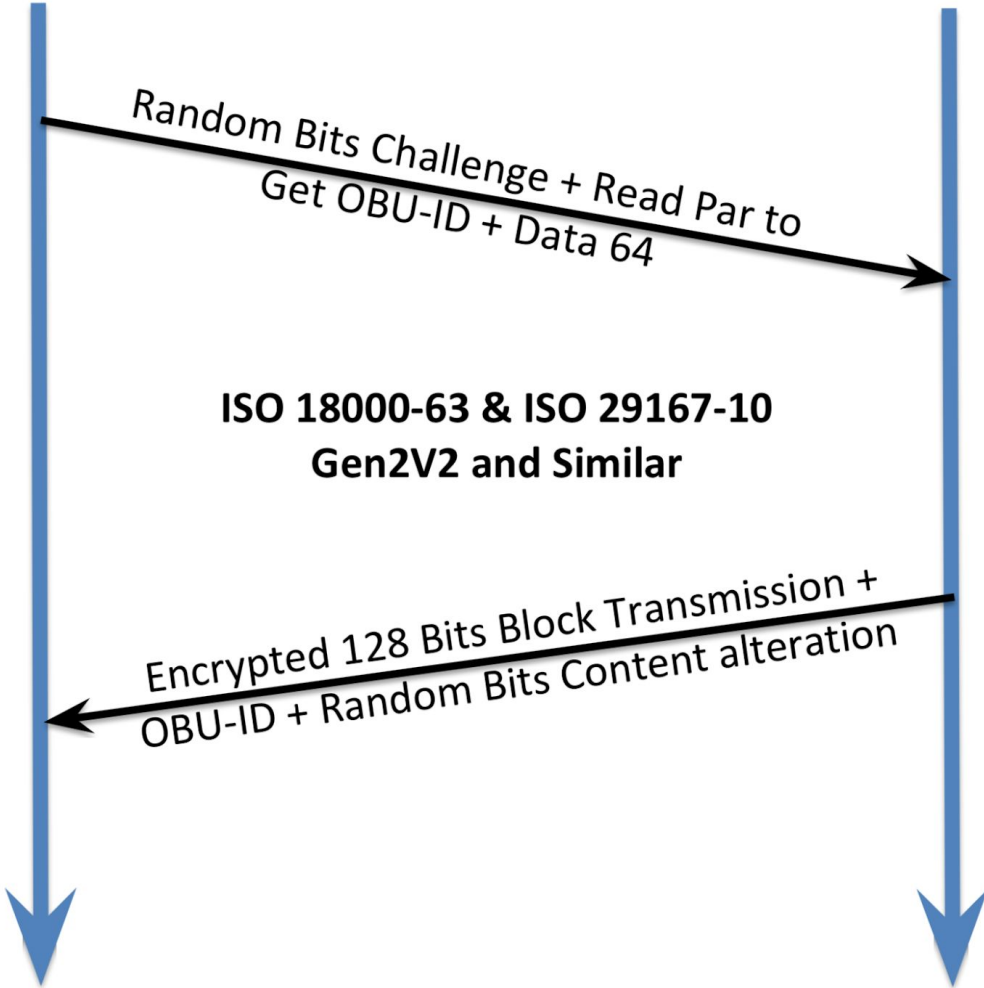 Random Bits Challenge + Read Par to
Get OBU-ID + Data 64
ISO 18000-63 & ISO 29167-10
Gen2V2 and Similar
Encrypted 128 Bits Block Transmission +
OBU-ID + Random Bits Content alteration